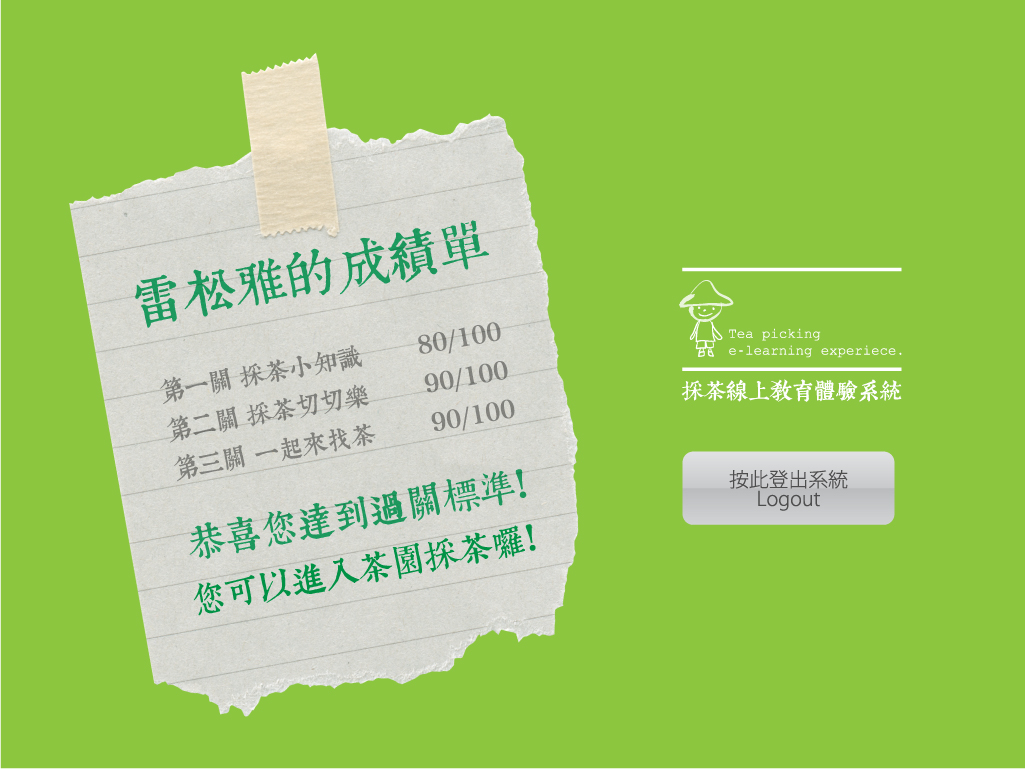 雷松雅的成績單
第一關 採茶小知識 80/100
第二關 採茶切切樂 90/100
第三關 一起來找茶 90/100
恭喜您達到過關標準!
您可以進入茶園採茶囉!
Tea picking
e-learning experiece.
採茶線上教育體驗系統
按此登出系統
Logout